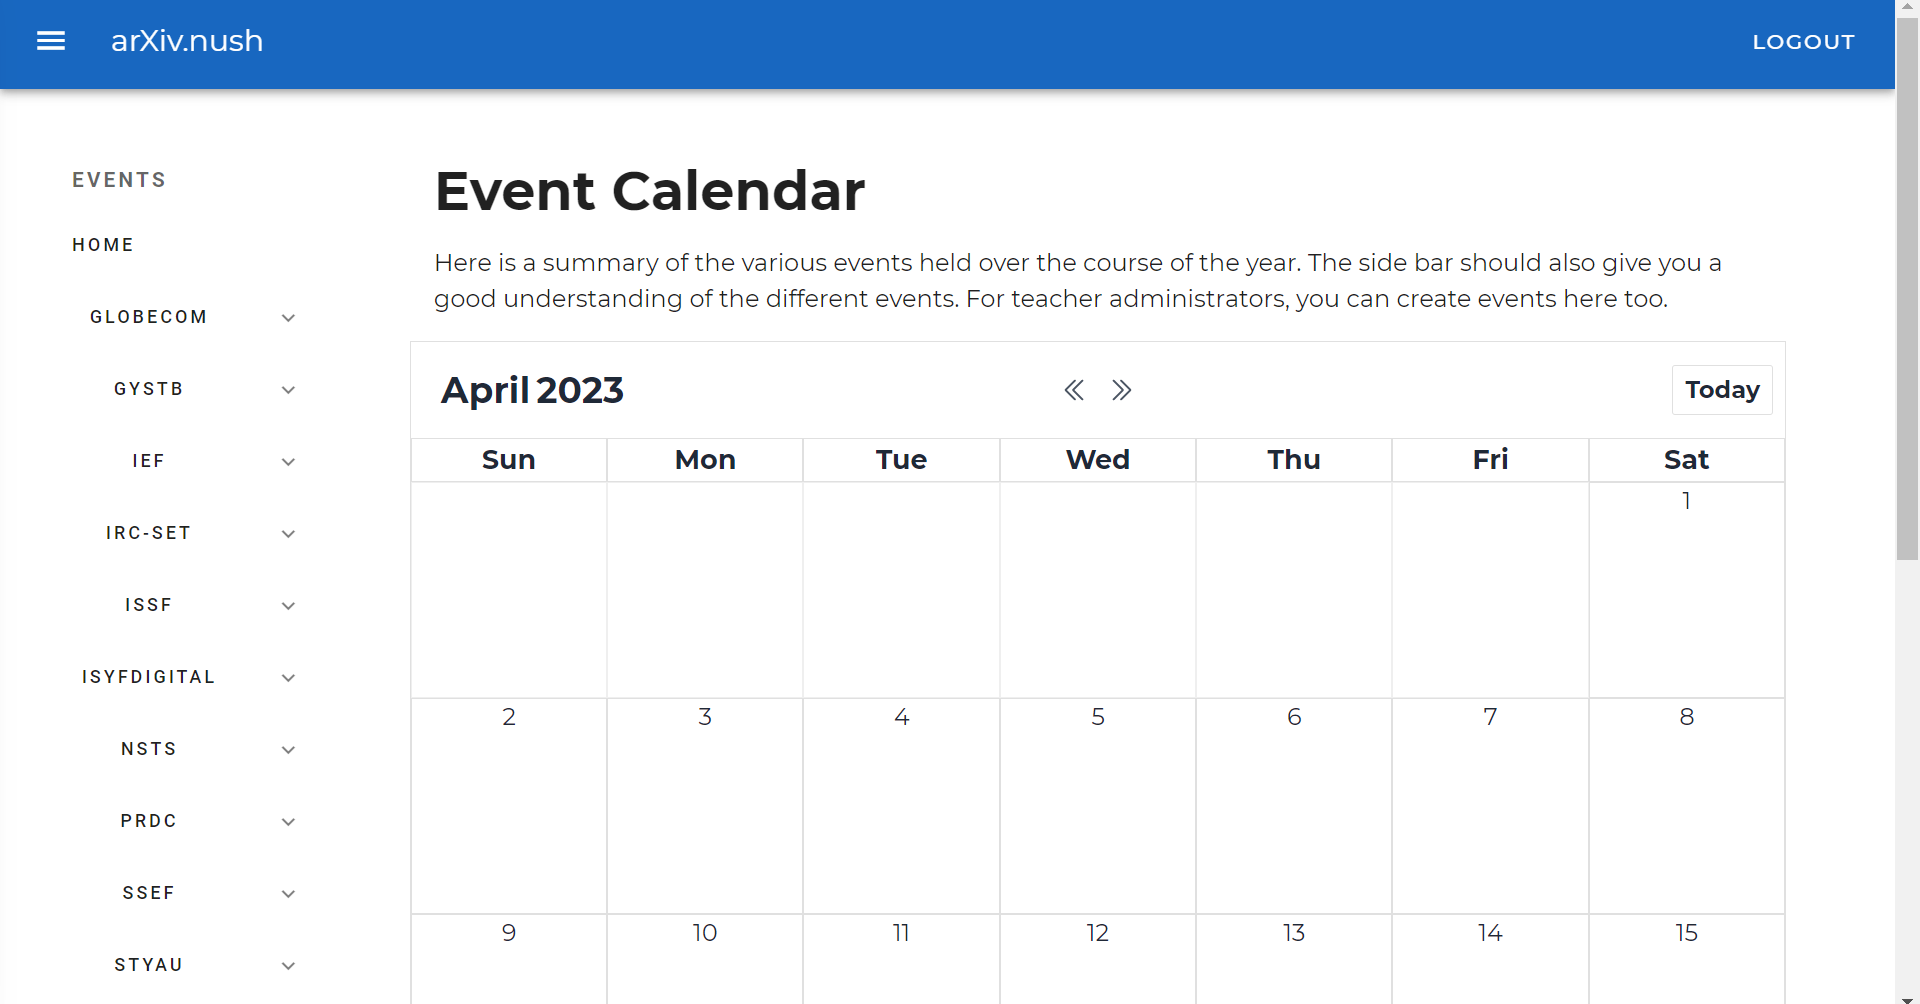 arXiv.nush
LOGOUT
EVENTS
HOME
GLOBECOM
GYSTB
IEF
IRC-SET
ISSF
ISYFDIGITAL
NSTS
PRDC
SSEF
STYAU
Event Calendar
Here is a summary of the various events held over the course of the year. The side bar should also give you a
good understanding of the different events. For teacher administrators, you can create events here too.
April 2023
Today
Sun Mon Tue Wed Thu Fri Sat
1
2 3 4 5 6 7 8
9 10 11 12 13 14 15